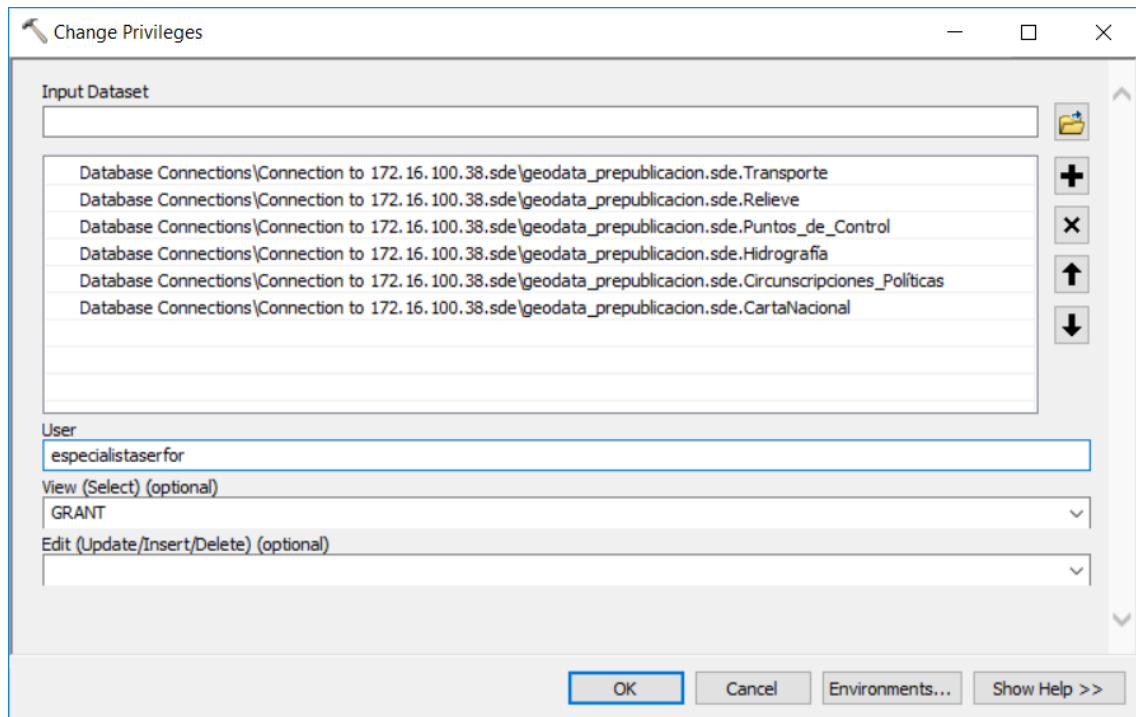 Change Privileges
Input Dataset
Database Connections\Connection to 172.16.100.38.sde\geodata_prepublicacion.sde.Transporte
Database Connections\Connection to 172.16.100.38.sde\geodata_prepublicacion.sde.Relieve
Database Connections\Connection to 172.16.100.38.sde\geodata_prepublicacion.sde.Puntos_de_Control
Database Connections\Connection to 172.16.100.38.sde\geodata_prepublicacion.sde.Hidrografía
Database Connections\Connection to 172.16.100.38.sde\geodata_prepublicacion.sde.Circunscripciones_Políticas
Database Connections\Connection to 172.16.100.38.sde\geodata_prepublicacion.sde.CartaNacional
User
especialistaserfor
View (Select) (optional)
GRANT
Edit (Update/Insert/Delete) (optional)
OK Cancel Environments... Show Help >>